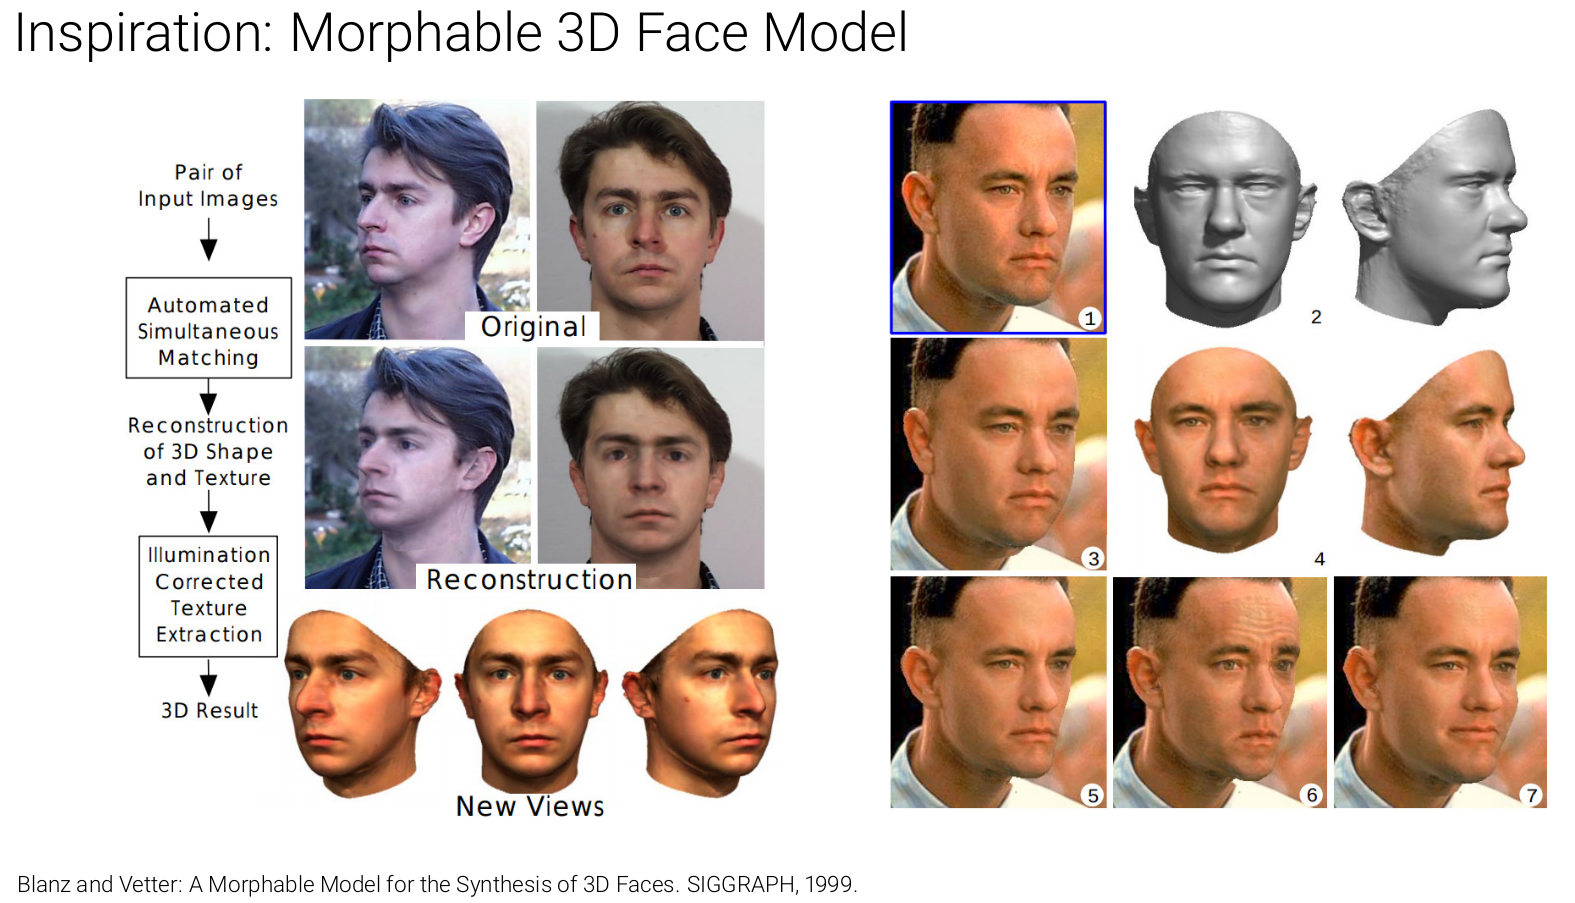 Inspiration: Morphable 3D Face Model
Pair of
Input Images
Automated
Simultaneous
Matching
Reconstruction
of 3D Shape
and Texture
Illumination
Corrected
Texture
Extraction
3D Result
Original
Reconstruction
New Views
1
2
3
4
5
6
7
Blanz and Vetter: A Morphable Model for the Synthesis of 3D Faces. SIGGRAPH, 1999.